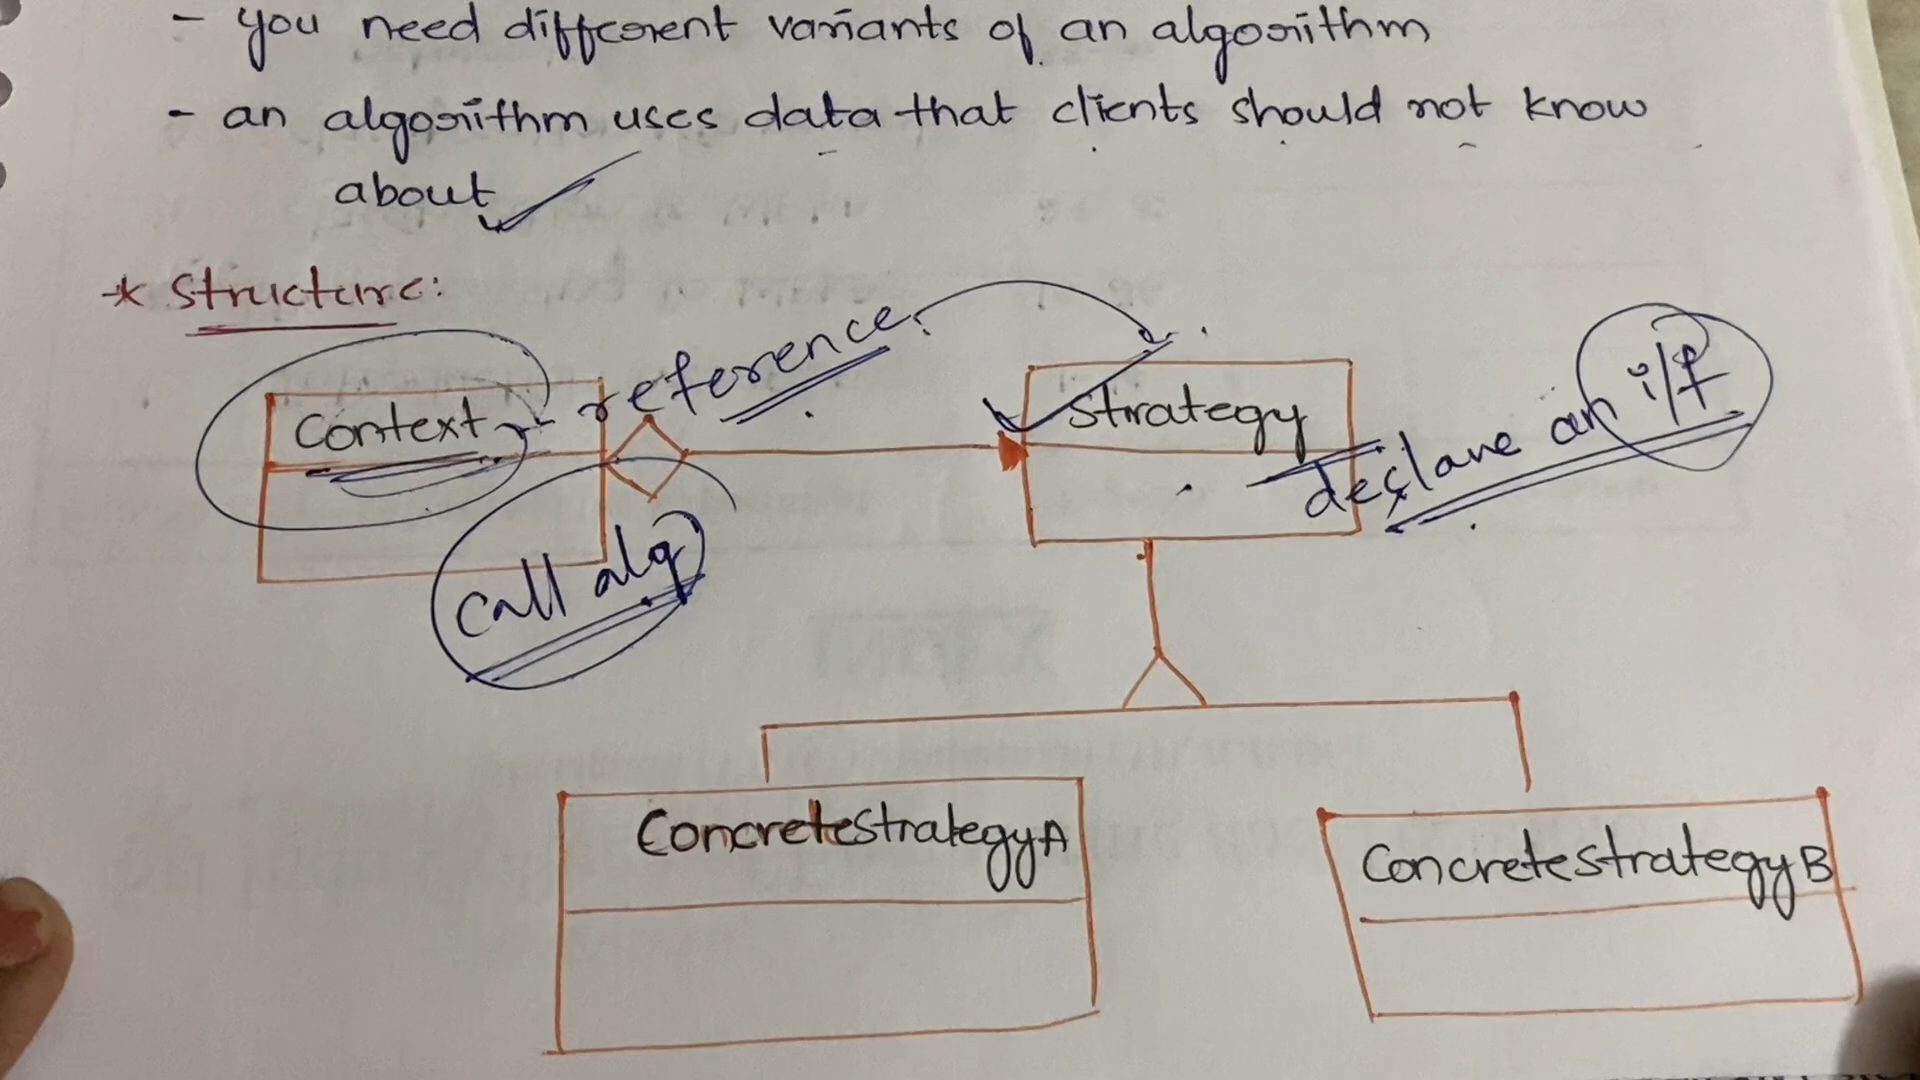 - you need different variants of an algorithm
- an algorithm uses data that clients should not know
about
* Structure:
Context - reference
Strategy
declare an i/f
call alg
ConcreteStrategyA
ConcreteStrategyB